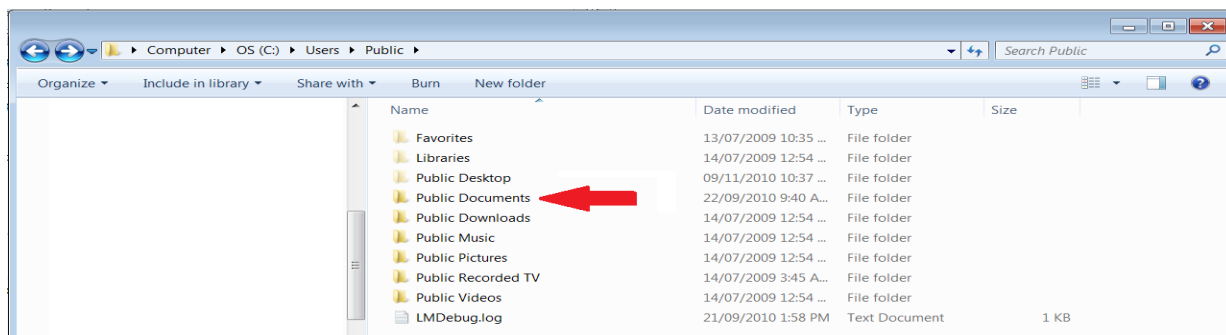 Computer OS (C:) Users Public Search Public
Organize Include in library Share with Burn New folder
Name Date modified Type Size
Favorites 13/07/2009 10:35 ... File folder
Libraries 14/07/2009 12:54 ... File folder
Public Desktop 09/11/2010 10:37 ... File folder
Public Documents 22/09/2010 9:40 A... File folder
Public Downloads 14/07/2009 12:54 ... File folder
Public Music 14/07/2009 12:54 ... File folder
Public Pictures 14/07/2009 12:54 ... File folder
Public Recorded TV 14/07/2009 3:45 A... File folder
Public Videos 14/07/2009 12:54 ... File folder
LMDebug.log 21/09/2010 1:58 PM Text Document 1 KB